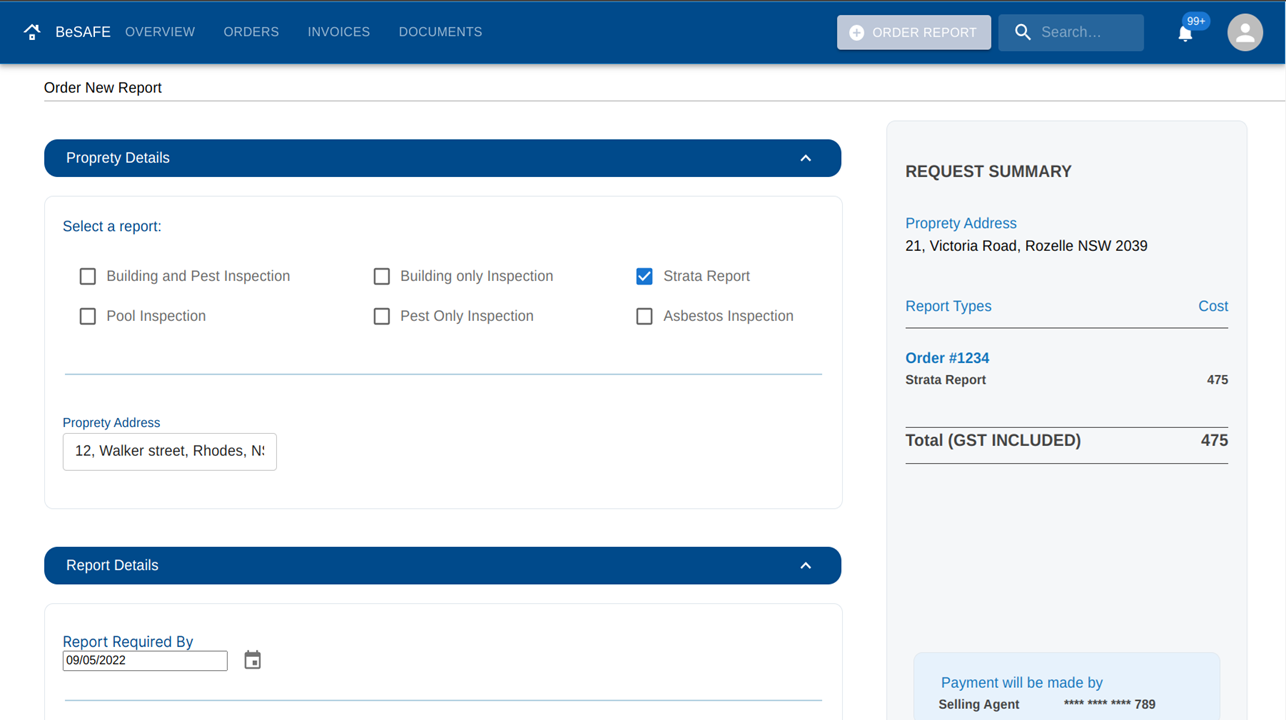 BeSAFE OVERVIEW ORDERS INVOICES DOCUMENTS ORDER REPORT Search… 99+
Order New Report
Proprety Details
Select a report:
Building and Pest Inspection Building only Inspection Strata Report
Pool Inspection Pest Only Inspection Asbestos Inspection
Proprety Address
12, Walker street, Rhodes, NS
Report Details
Report Required By
09/05/2022
REQUEST SUMMARY
Proprety Address
21, Victoria Road, Rozelle NSW 2039
Report Types Cost
Order #1234
Strata Report 475
Total (GST INCLUDED) 475
Payment will be made by
Selling Agent **** **** **** 789